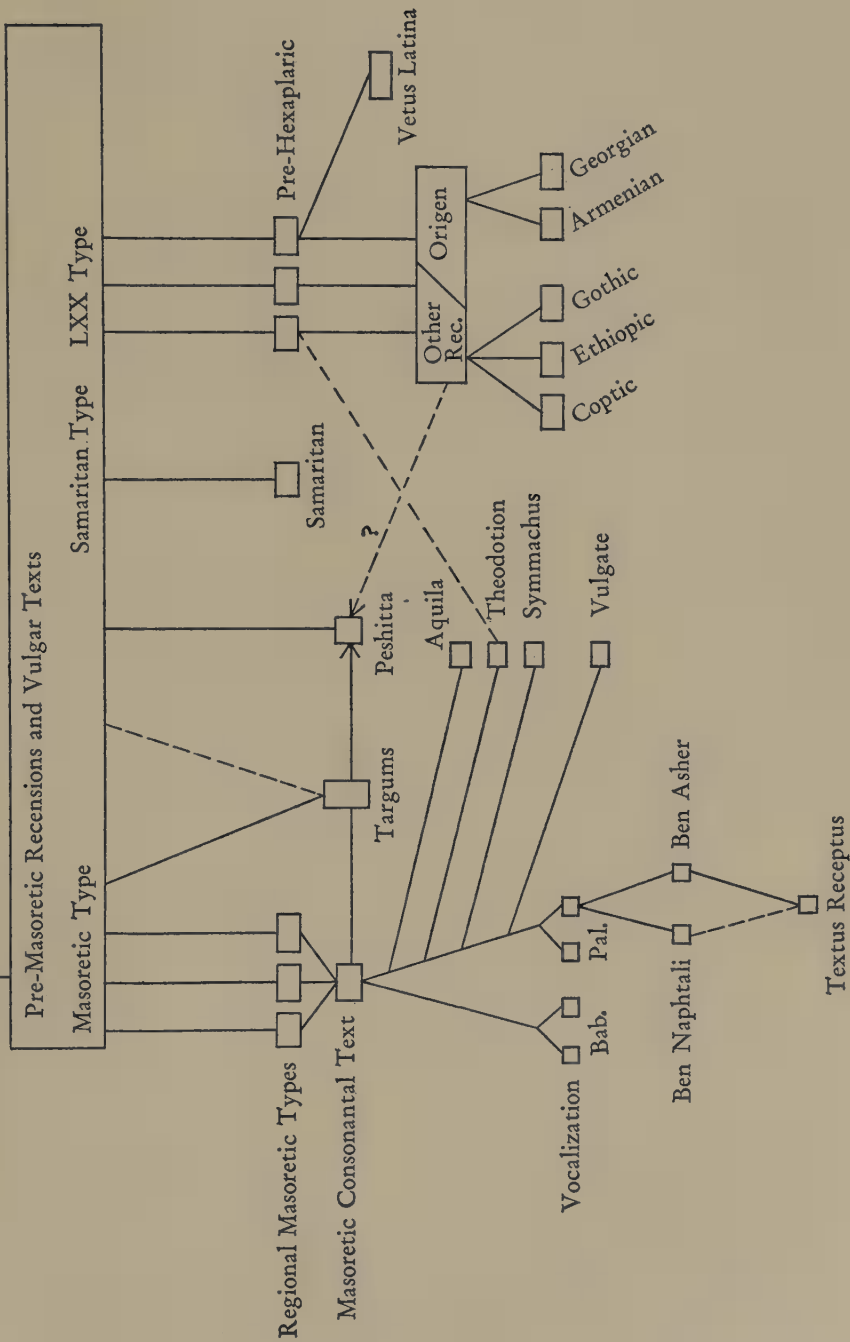 Pre-Masoretic Recensions and Vulgar Texts
Masoretic Type
Samaritan Type
LXX Type
Regional Masoretic Types
Samaritan
Pre-Hexaplaric
Masoretic Consonantal Text
Targums
Peshitta
?
Vetus Latina
Other
Rec.
Origen
Aquila
Theodotion
Symmachus
Vulgate
Coptic
Ethiopic
Gothic
Armenian
Georgian
Vocalization
Bab.
Pal.
Ben Naphtali
Ben Asher
Textus Receptus